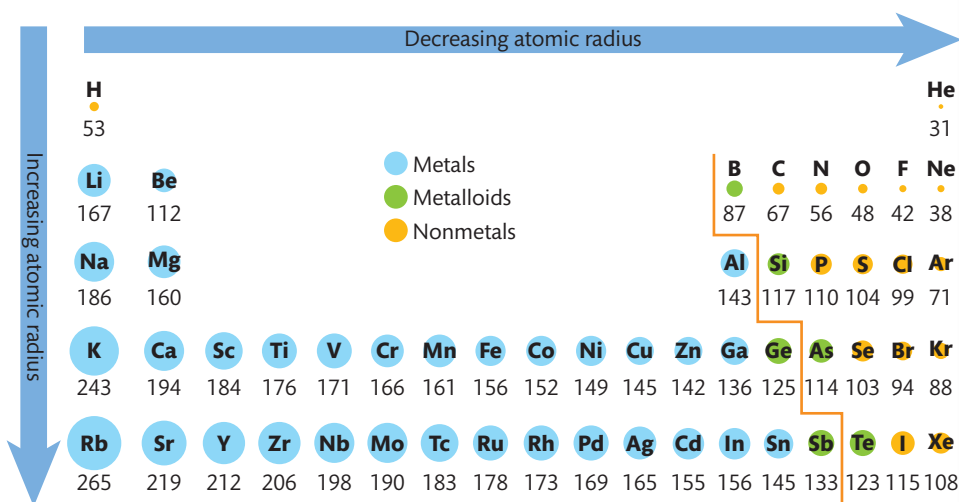 Decreasing atomic radius
Increasing atomic radius
H He
53 31
Metals
Metalloids
Nonmetals
Li Be B C N O F Ne
167 112 87 67 56 48 42 38
Na Mg Al Si P S Cl Ar
186 160 143 117 110 104 99 71
K Ca Sc Ti V Cr Mn Fe Co Ni Cu Zn Ga Ge As Se Br Kr
243 194 184 176 171 166 161 156 152 149 145 142 136 125 114 103 94 88
Rb Sr Y Zr Nb Mo Tc Ru Rh Pd Ag Cd In Sn Sb Te I Xe
265 219 212 206 198 190 183 178 173 169 165 155 156 145 133 123 115 108